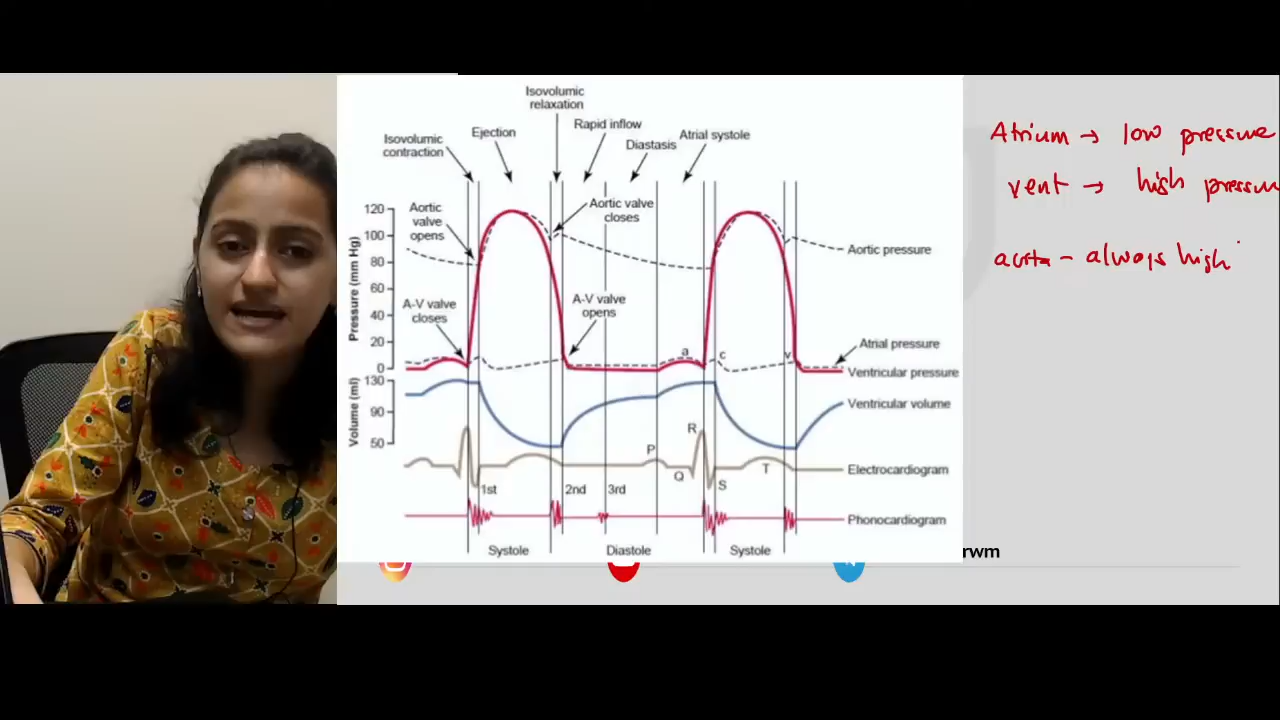 Isovolumic
relaxation
Ejection
Rapid inflow
Isovolumic
contraction
Diastasis
Atrial systole
Aortic
valve
opens
Aortic valve
closes
A-V valve
closes
A-V valve
opens
Pressure (mm Hg)
120
100
80
60
40
20
0
Volume (ml)
130
90
50
a
c
v
Aortic pressure
Atrial pressure
Ventricular pressure
Ventricular volume
R
P
Q
S
T
Electrocardiogram
1st
2nd
3rd
Phonocardiogram
Systole
Diastole
Systole
rwm
Atrium → low pressure
vent → high pressu
aorta - always high